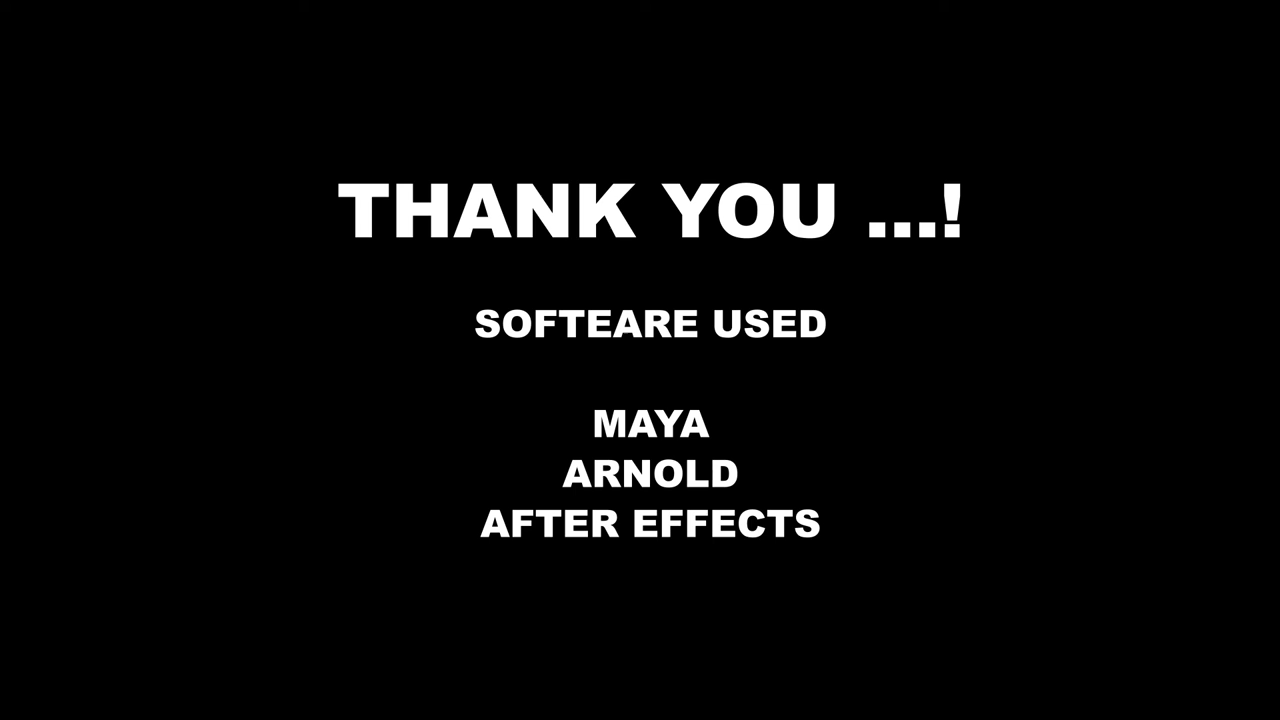 THANK YOU ...!
SOFTEARE USED
MAYA
ARNOLD
AFTER EFFECTS